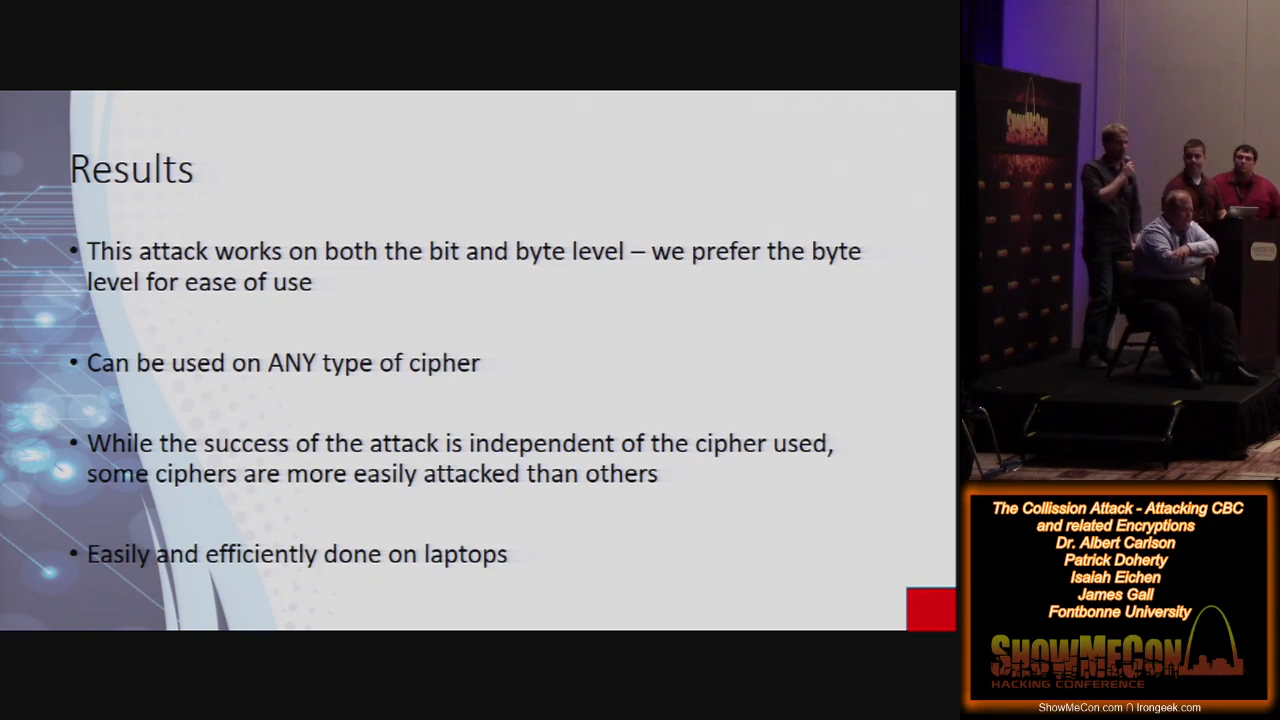 Results
• This attack works on both the bit and byte level – we prefer the byte
level for ease of use
• Can be used on ANY type of cipher
• While the success of the attack is independent of the cipher used,
some ciphers are more easily attacked than others
• Easily and efficiently done on laptops
SHOWMECON
The Collission Attack - Attacking CBC
and related Encryptions
Dr. Albert Carlson
Patrick Doherty
Isaiah Eichen
James Gall
Fontbonne University
SHOWMECON
HACKING CONFERENCE
ShowMeCon.com ∩ Irongeek.com